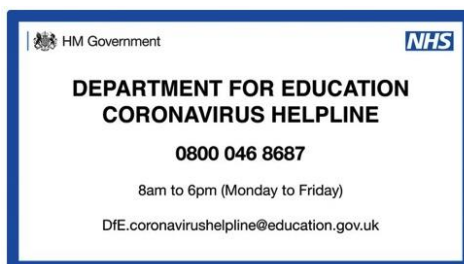 HM Government
NHS
DEPARTMENT FOR EDUCATION
CORONAVIRUS HELPLINE
0800 046 8687
8am to 6pm (Monday to Friday)
DfE.coronavirushelpline@education.gov.uk